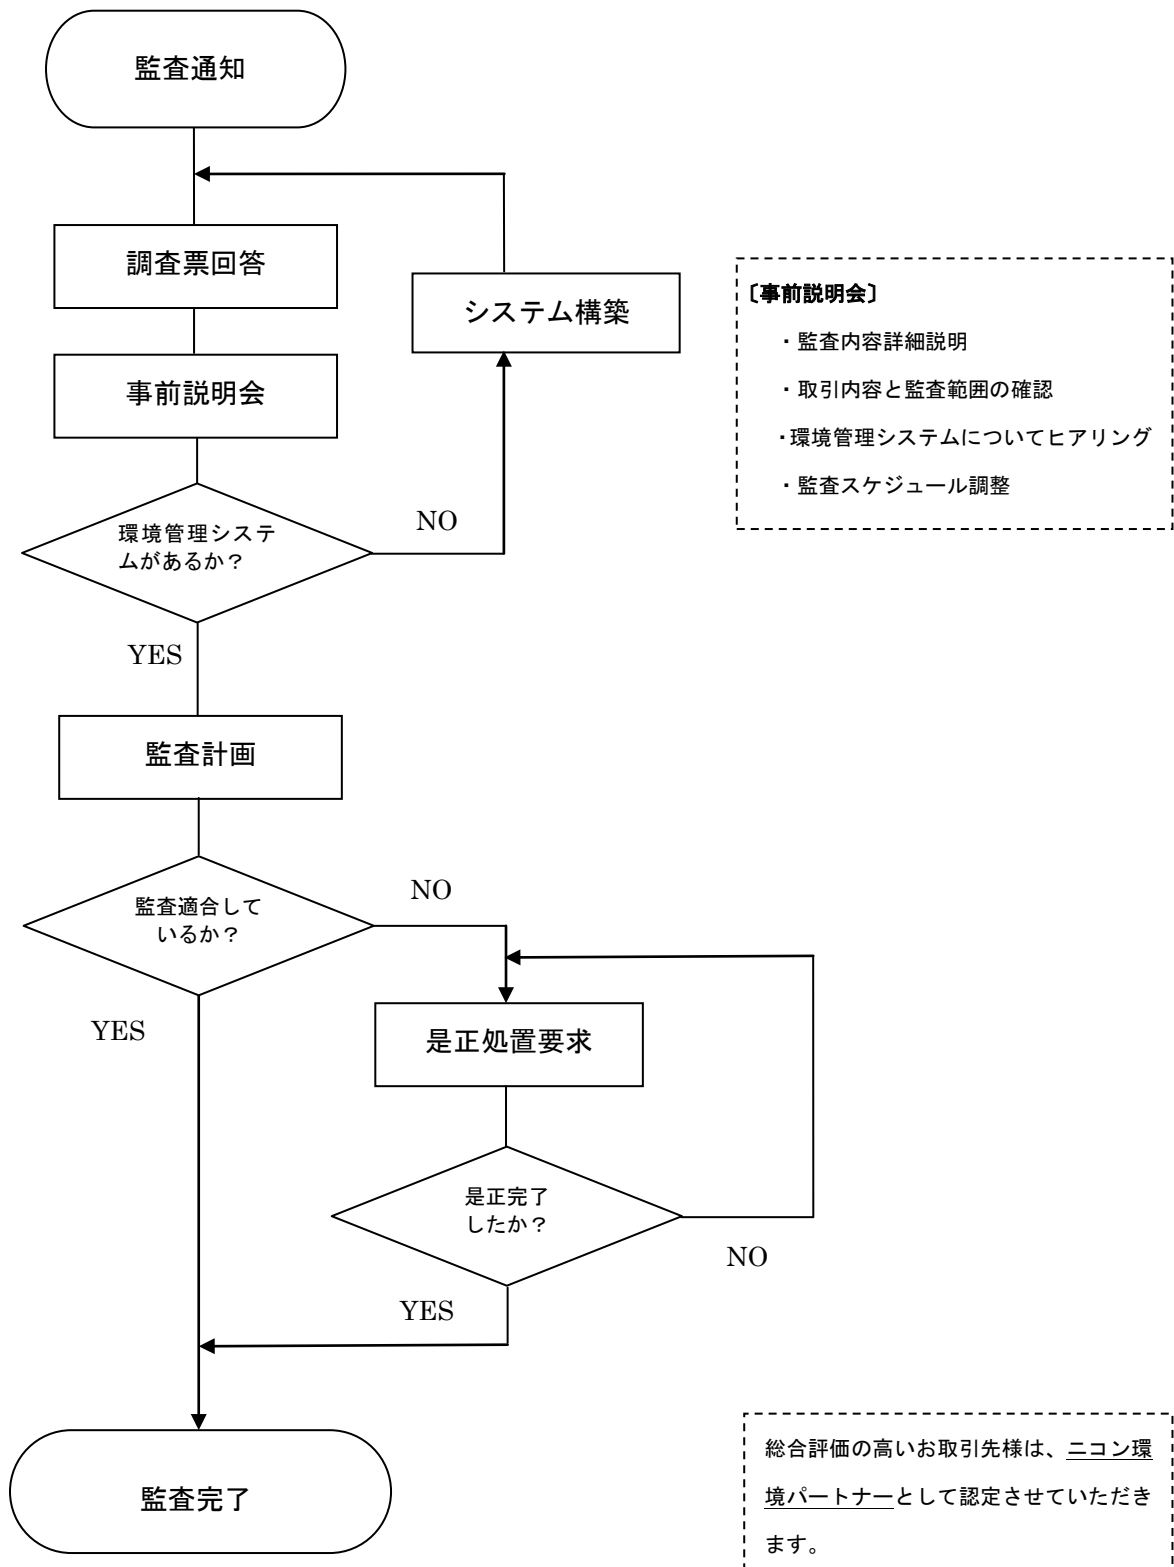 監査通知
調査票回答
システム構築
事前説明会
〔事前説明会〕
・監査内容詳細説明
・取引内容と監査範囲の確認
・環境管理システムについてヒアリング
・監査スケジュール調整
環境管理システ
ムがあるか？
NO
YES
監査計画
監査適合して
いるか？
NO
YES
是正処置要求
是正完了
したか？
NO
YES
監査完了
総合評価の高いお取引先様は、ニコン環
境パートナーとして認定させていただき
ます。